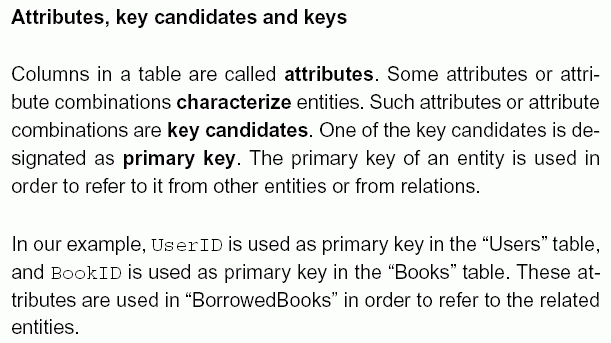 Attributes, key candidates and keys
Columns in a table are called attributes. Some attributes or attri-
bute combinations characterize entities. Such attributes or attribute
combinations are key candidates. One of the key candidates is de-
signated as primary key. The primary key of an entity is used in
order to refer to it from other entities or from relations.
In our example, UserID is used as primary key in the “Users” table,
and BookID is used as primary key in the “Books” table. These at-
tributes are used in “BorrowedBooks” in order to refer to the related
entities.